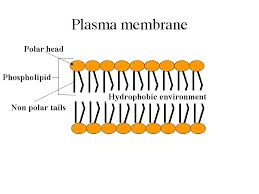 Plasma membrane
Polar head
Phospholipid
Hydrophobic environment
Non polar tails